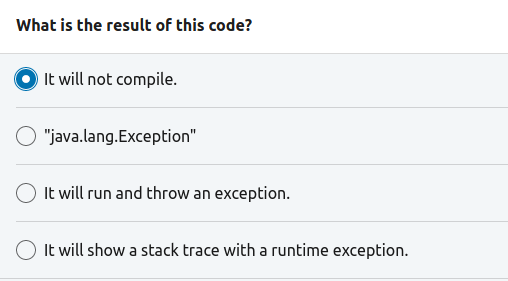 What is the result of this code?
It will not compile.
"java.lang.Exception"
It will run and throw an exception.
It will show a stack trace with a runtime exception.